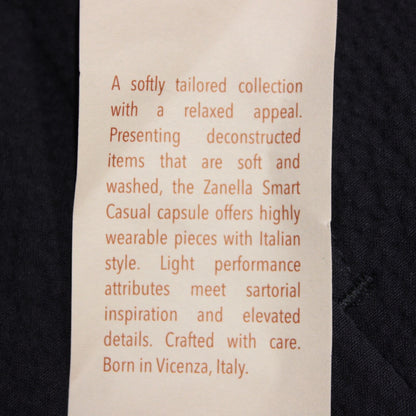 A softly tailored collection
with a relaxed appeal.
Presenting deconstructed
items that are soft and
washed, the Zanella Smart
Casual capsule offers highly
wearable pieces with Italian
style. Light performance
attributes meet sartorial
inspiration and elevated
details. Crafted with care.
Born in Vicenza, Italy.